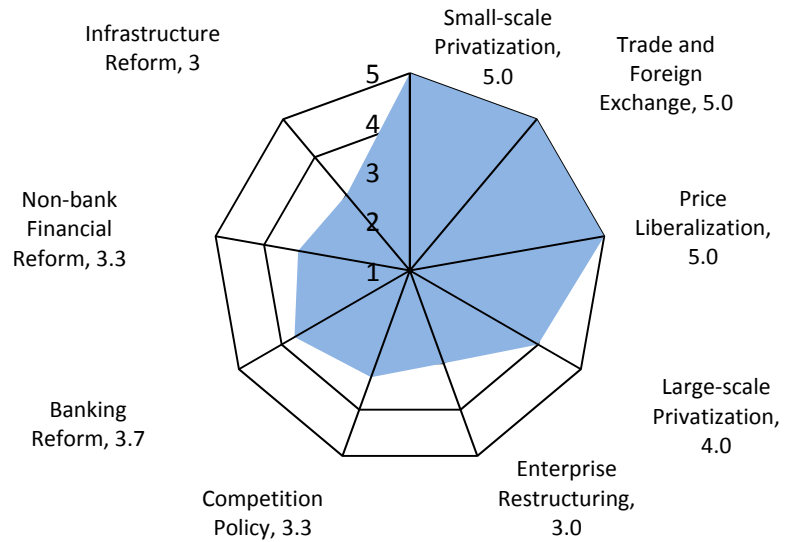 Small-scale
Privatization,
5.0
Trade and
Foreign
Exchange, 5.0
Price
Liberalization,
5.0
Large-scale
Privatization,
4.0
Enterprise
Restructuring,
3.0
Competition
Policy, 3.3
Banking
Reform, 3.7
Non-bank
Financial
Reform, 3.3
Infrastructure
Reform, 3
5
4
3
2
1